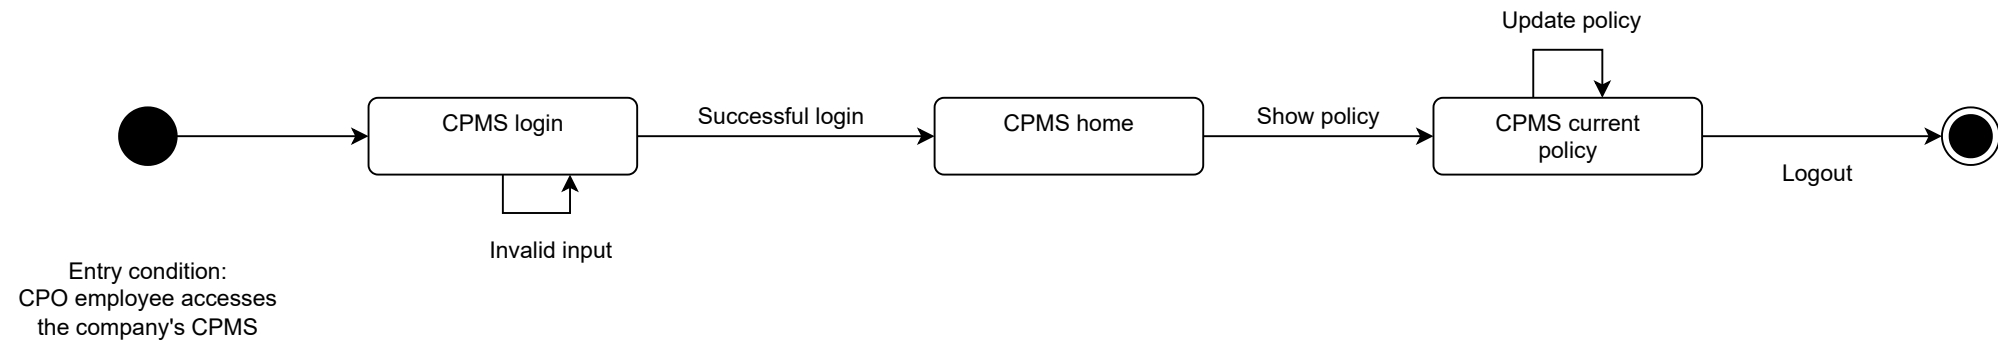 Update policy
CPMS login
Successful login
CPMS home
Show policy
CPMS current
policy
Logout
Invalid input
Entry condition:
CPO employee accesses
the company's CPMS